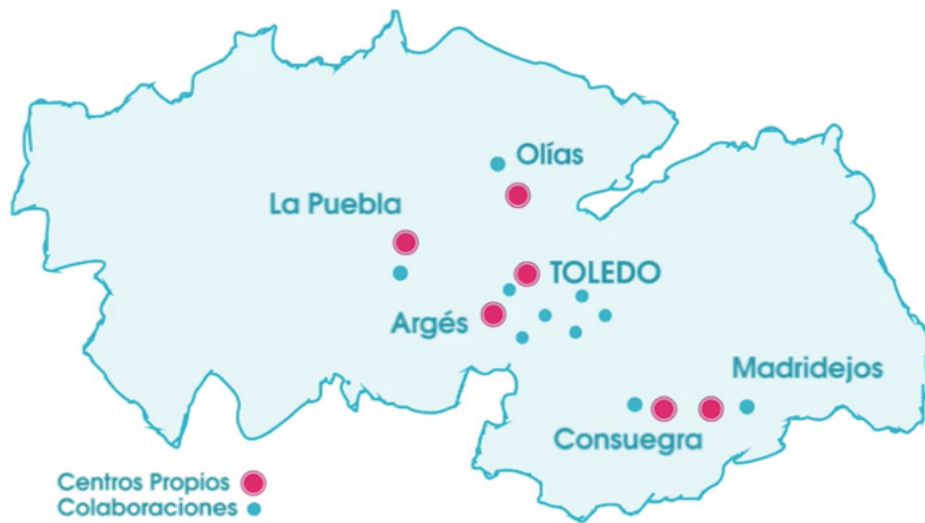 Olías
La Puebla
TOLEDO
Argés
Madridejos
Consuegra
Centros Propios
Colaboraciones